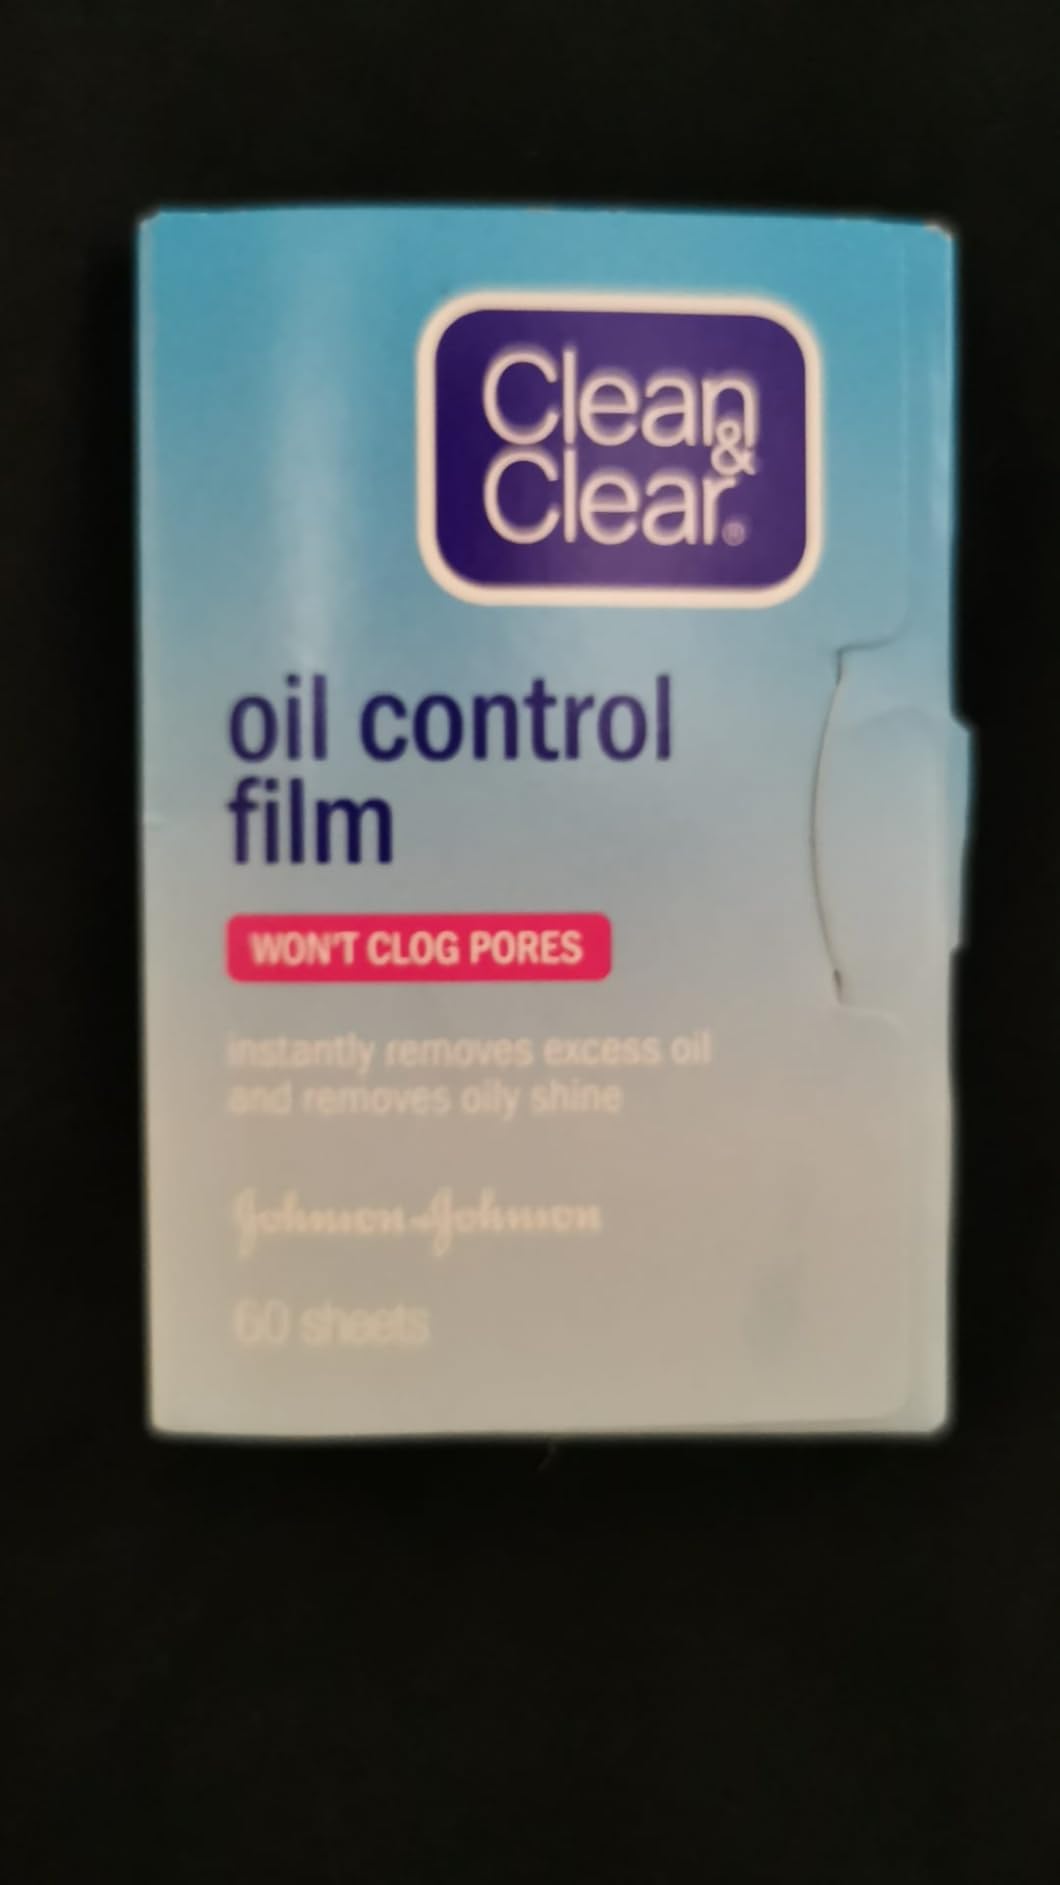 Clean
&
Clear®
oil control
film
WON'T CLOG PORES
instantly removes excess oil
and removes oily shine
Johnson&Johnson
60 sheets